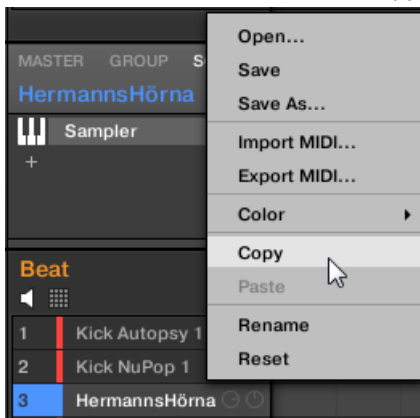 MASTER GROUP
HermannsHörna
Sampler
+
Open...
Save
Save As...
Import MIDI...
Export MIDI...
Color
Copy
Paste
Rename
Reset
Beat
1 Kick Autopsy 1
2 Kick NuPop 1
3 HermannsHörna